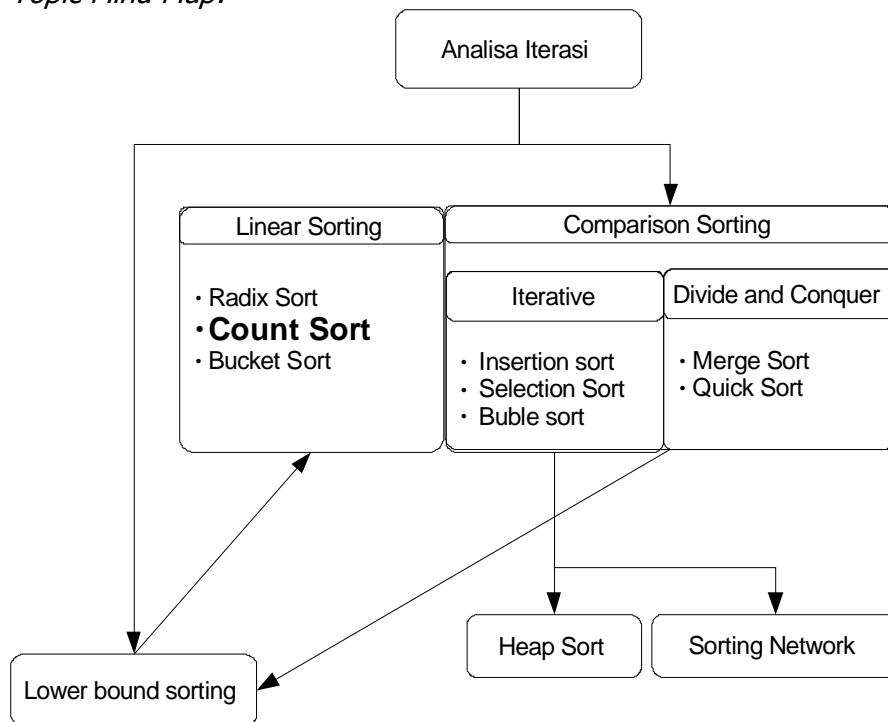 Topic Mind Map:
Analisa Iterasi
Linear Sorting
Comparison Sorting
• Radix Sort
• Count Sort
• Bucket Sort
Iterative
Divide and Conquer
• Insertion sort
• Selection Sort
• Buble sort
• Merge Sort
• Quick Sort
Heap Sort
Sorting Network
Lower bound sorting